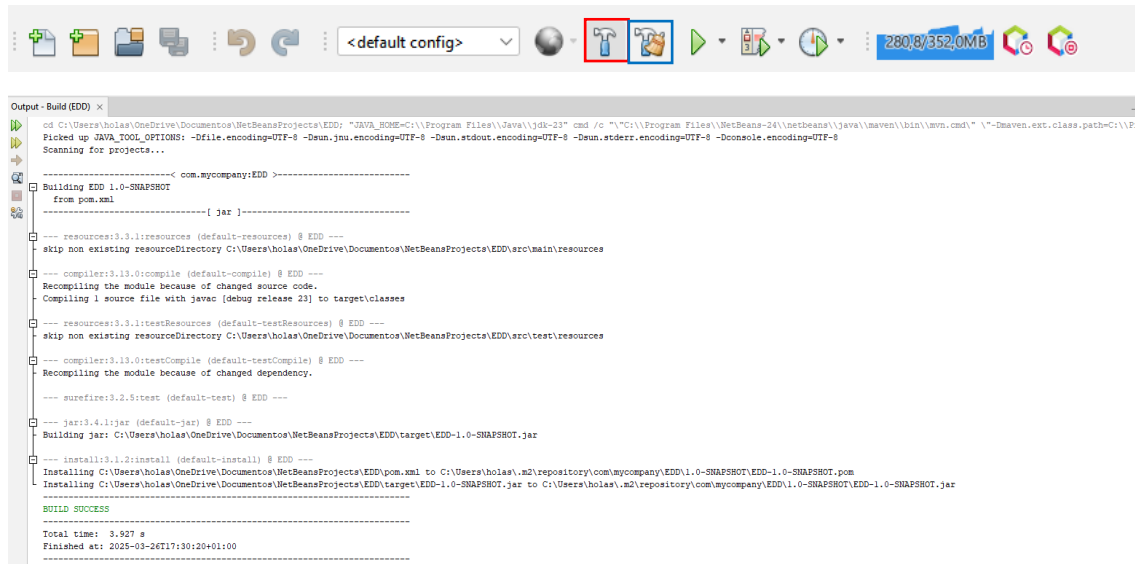 <default config>
280,8/352,0MB
Output - Build (EDD) ×
cd C:\Users\holas\OneDrive\Documentos\NetBeansProjects\EDD; "JAVA_HOME=C:\\Program Files\\Java\\jdk-23" cmd /c "\"C:\\Program Files\\NetBeans-24\\netbeans\\java\\maven\\bin\\mvn.cmd\" \"-Dmaven.ext.class.path=C:\\P
Picked up JAVA_TOOL_OPTIONS: -Dfile.encoding=UTF-8 -Dsun.jnu.encoding=UTF-8 -Dsun.stdout.encoding=UTF-8 -Dsun.stderr.encoding=UTF-8 -Dconsole.encoding=UTF-8
Scanning for projects...
------------------------< com.mycompany:EDD >-------------------------
Building EDD 1.0-SNAPSHOT
from pom.xml
--------------------------------[ jar ]---------------------------------
--- resources:3.3.1:resources (default-resources) @ EDD ---
skip non existing resourceDirectory C:\Users\holas\OneDrive\Documentos\NetBeansProjects\EDD\src\main\resources
--- compiler:3.13.0:compile (default-compile) @ EDD ---
Recompiling the module because of changed source code.
Compiling 1 source file with javac [debug release 23] to target\classes
--- resources:3.3.1:testResources (default-testResources) @ EDD ---
skip non existing resourceDirectory C:\Users\holas\OneDrive\Documentos\NetBeansProjects\EDD\src\test\resources
--- compiler:3.13.0:testCompile (default-testCompile) @ EDD ---
Recompiling the module because of changed dependency.
--- surefire:3.2.5:test (default-test) @ EDD ---
--- jar:3.4.1:jar (default-jar) @ EDD ---
Building jar: C:\Users\holas\OneDrive\Documentos\NetBeansProjects\EDD\target\EDD-1.0-SNAPSHOT.jar
--- install:3.1.2:install (default-install) @ EDD ---
Installing C:\Users\holas\OneDrive\Documentos\NetBeansProjects\EDD\pom.xml to C:\Users\holas\.m2\repository\com\mycompany\EDD\1.0-SNAPSHOT\EDD-1.0-SNAPSHOT.pom
Installing C:\Users\holas\OneDrive\Documentos\NetBeansProjects\EDD\target\EDD-1.0-SNAPSHOT.jar to C:\Users\holas\.m2\repository\com\mycompany\EDD\1.0-SNAPSHOT\EDD-1.0-SNAPSHOT.jar
------------------------------------------------------------------------
BUILD SUCCESS
------------------------------------------------------------------------
Total time:  3.927 s
Finished at: 2025-03-26T17:30:20+01:00
------------------------------------------------------------------------